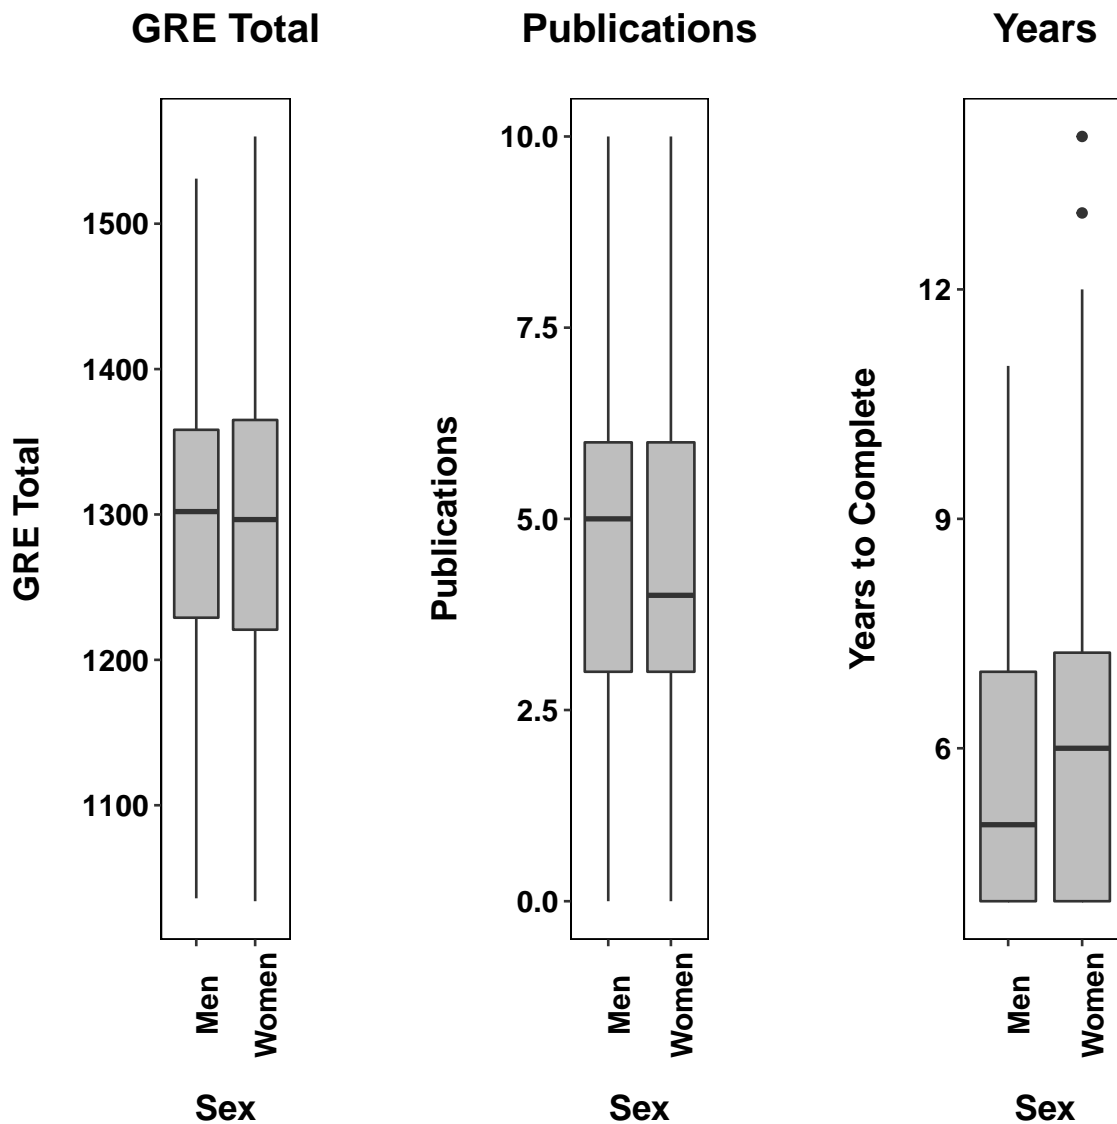 GRE Total
Publications
Years
GRE Total
1500
1400
1300
1200
1100
Men
Women
Sex
Publications
10.0
7.5
5.0
2.5
0.0
Men
Women
Sex
Years to Complete
12
9
6
Men
Women
Sex